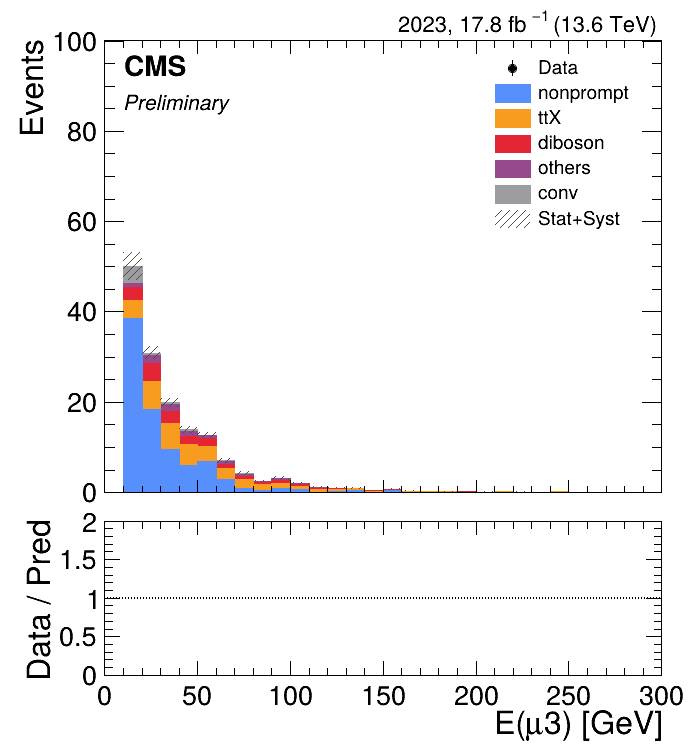 2023, 17.8 fb⁻¹ (13.6 TeV)
Events
100
80
60
40
20
0
CMS
Preliminary
Data
nonprompt
ttX
diboson
others
conv
Stat+Syst
Data / Pred
2
1.5
1
0.5
0
0 50 100 150 200 250 300
E(μ3) [GeV]